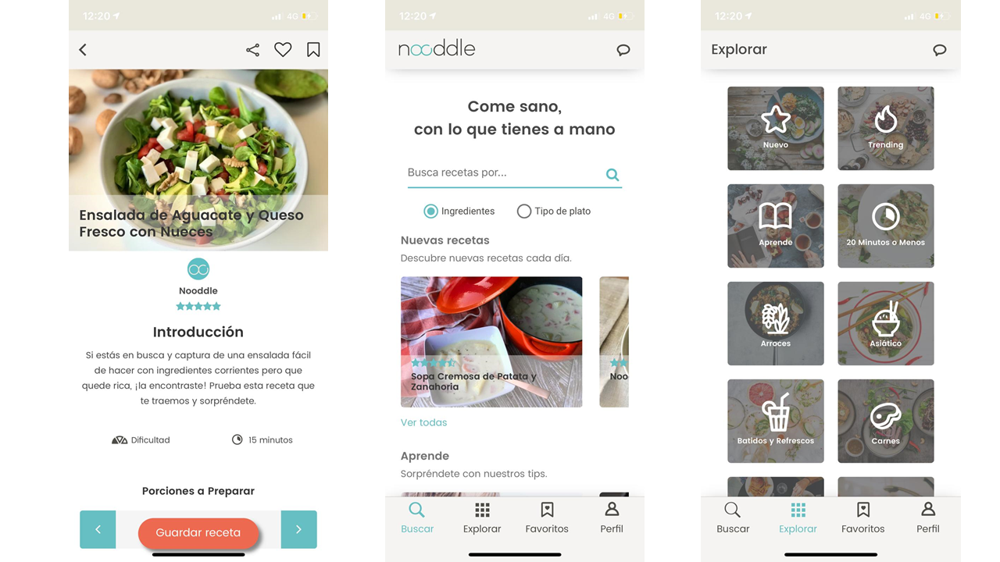 12:20
4G
Ensalada de Aguacate y Queso
Fresco con Nueces
Nooddle
Introducción
Si estás en busca y captura de una ensalada fácil
de hacer con ingredientes corrientes pero que
quede rica, ¡la encontraste! Prueba esta receta que
te traemos y sorpréndete.
Dificultad
15 minutos
Porciones a Preparar
Guardar receta
12:20
4G
nooddle
Come sano,
con lo que tienes a mano
Busca recetas por...
Ingredientes
Tipo de plato
Nuevas recetas
Descubre nuevas recetas cada día.
Sopa Cremosa de Patata y
Zanahoria
Noo
Ver todas
Aprende
Sorpréndete con nuestros tips.
Buscar
Explorar
Favoritos
Perfil
12:20
4G
Explorar
Nuevo
Trending
Aprende
20 Minutos o Menos
Arroces
Asiático
Batidos y Refrescos
Carnes
Buscar
Explorar
Favoritos
Perfil